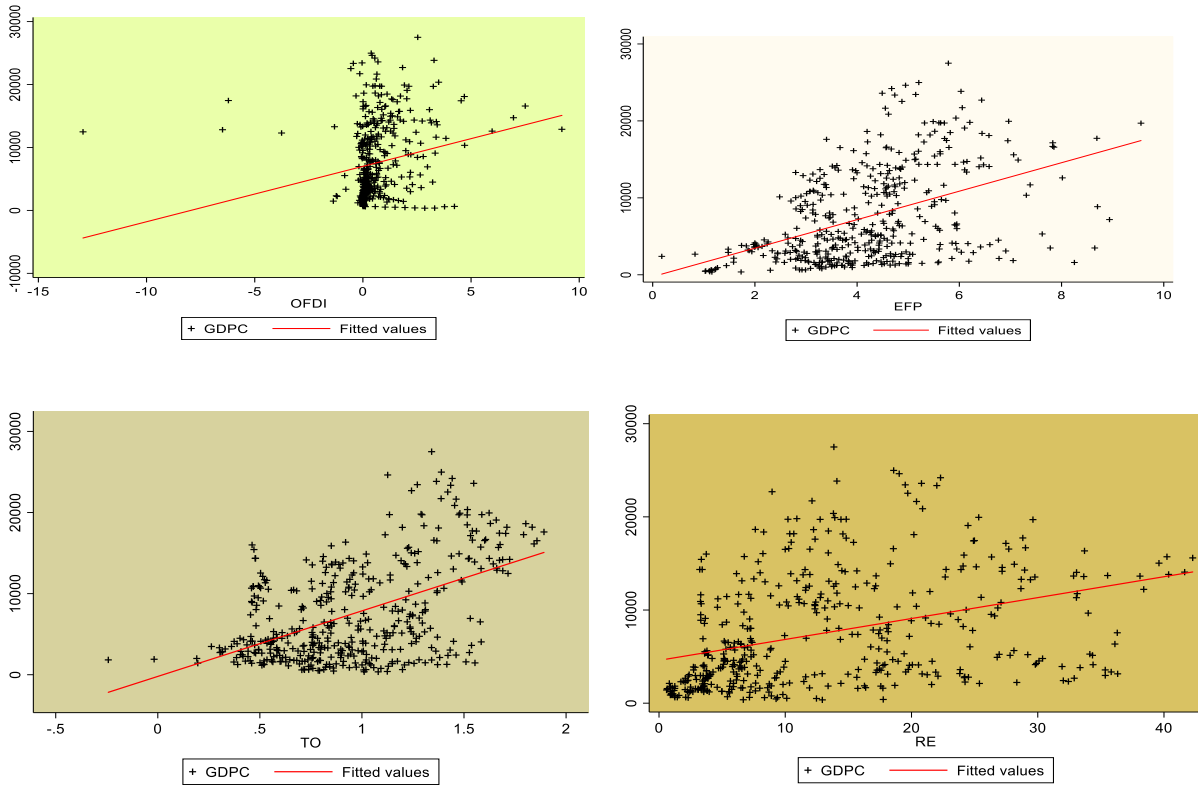 30000
20000
10000
0
-10000
-15 -10 -5 0 5 10
OFDI
+ GDPC Fitted values
30000
20000
10000
0
0 2 4 6 8 10
EFP
+ GDPC Fitted values
30000
20000
10000
0
-.5 0 .5 1 1.5 2
TO
+ GDPC Fitted values
30000
20000
10000
0
0 10 20 30 40
RE
+ GDPC Fitted values